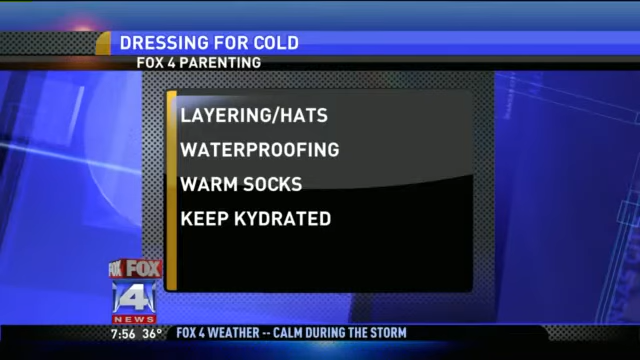 DRESSING FOR COLD
FOX 4 PARENTING
LAYERING/HATS
WATERPROOFING
WARM SOCKS
KEEP KYDRATED
FOX FOX
4
NEWS
7:56 36° FOX 4 WEATHER -- CALM DURING THE STORM